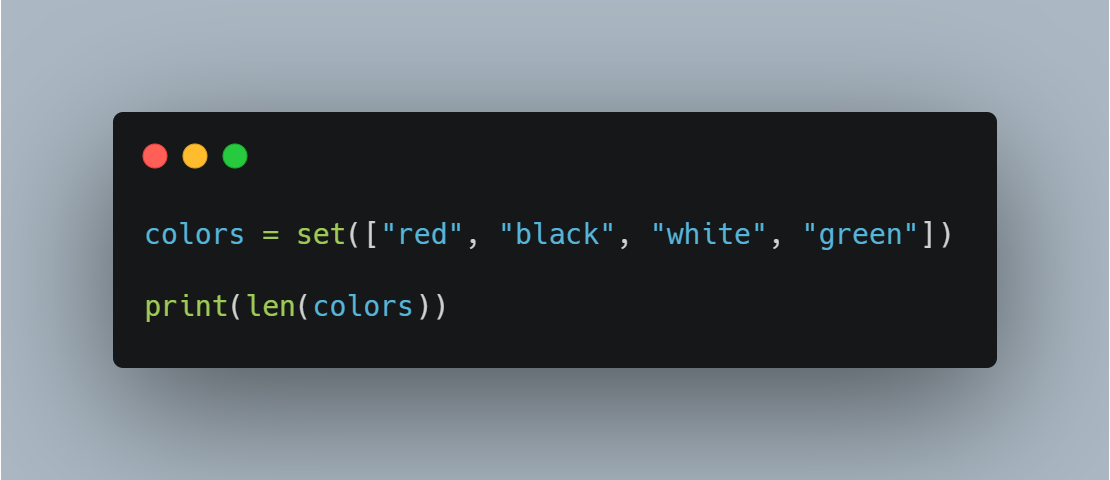 colors = set(["red", "black", "white", "green"])
print(len(colors))